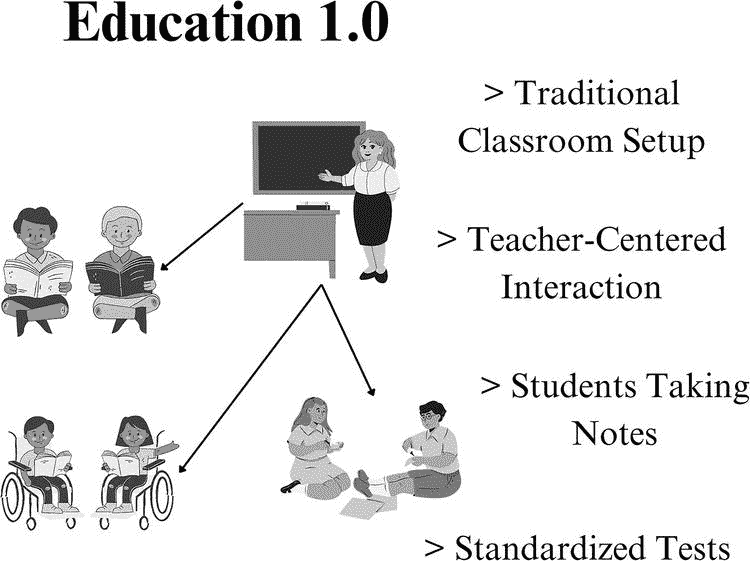 Education 1.0
> Traditional
Classroom Setup
> Teacher-Centered
Interaction
> Students Taking
Notes
> Standardized Tests